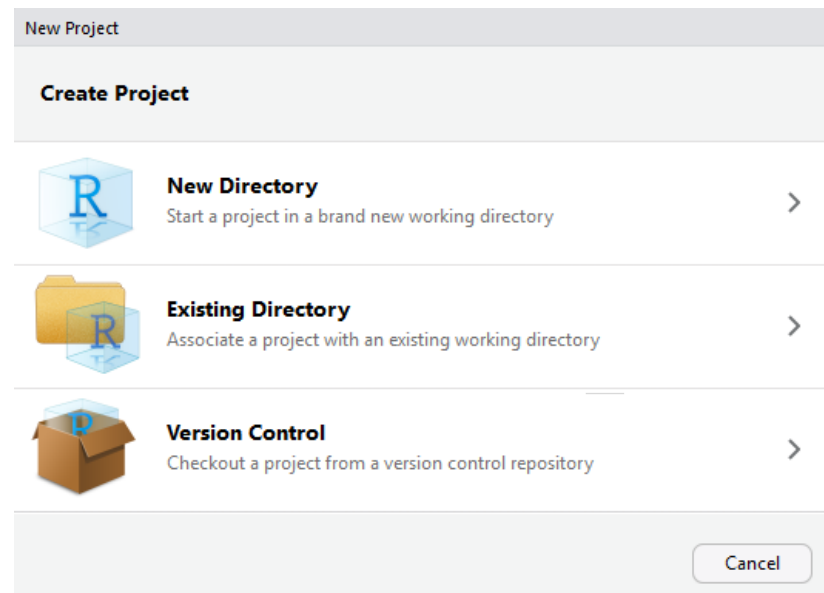 New Project
Create Project
R
New Directory
Start a project in a brand new working directory
R
Existing Directory
Associate a project with an existing working directory
R
Version Control
Checkout a project from a version control repository
Cancel